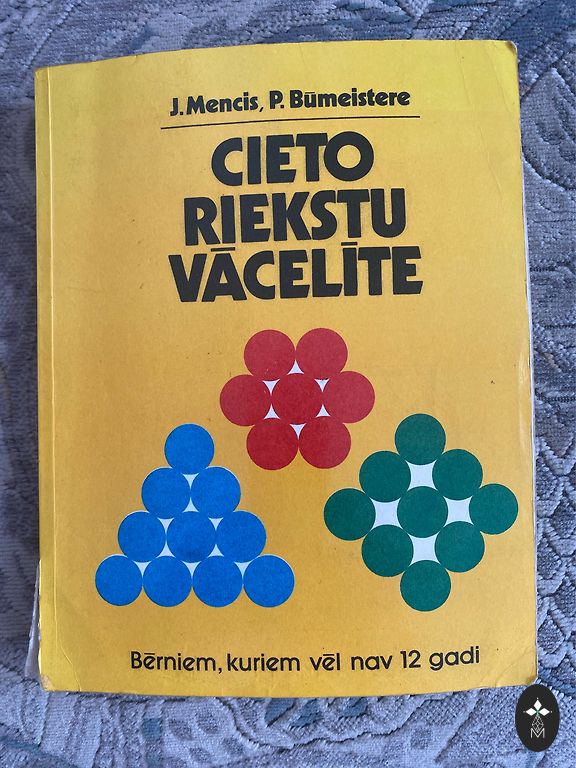 J.Mencis, P. Būmeistere
CIETO
RIEKSTU
VĀCELĪTE
Bērniem, kuriem vēl nav 12 gadi